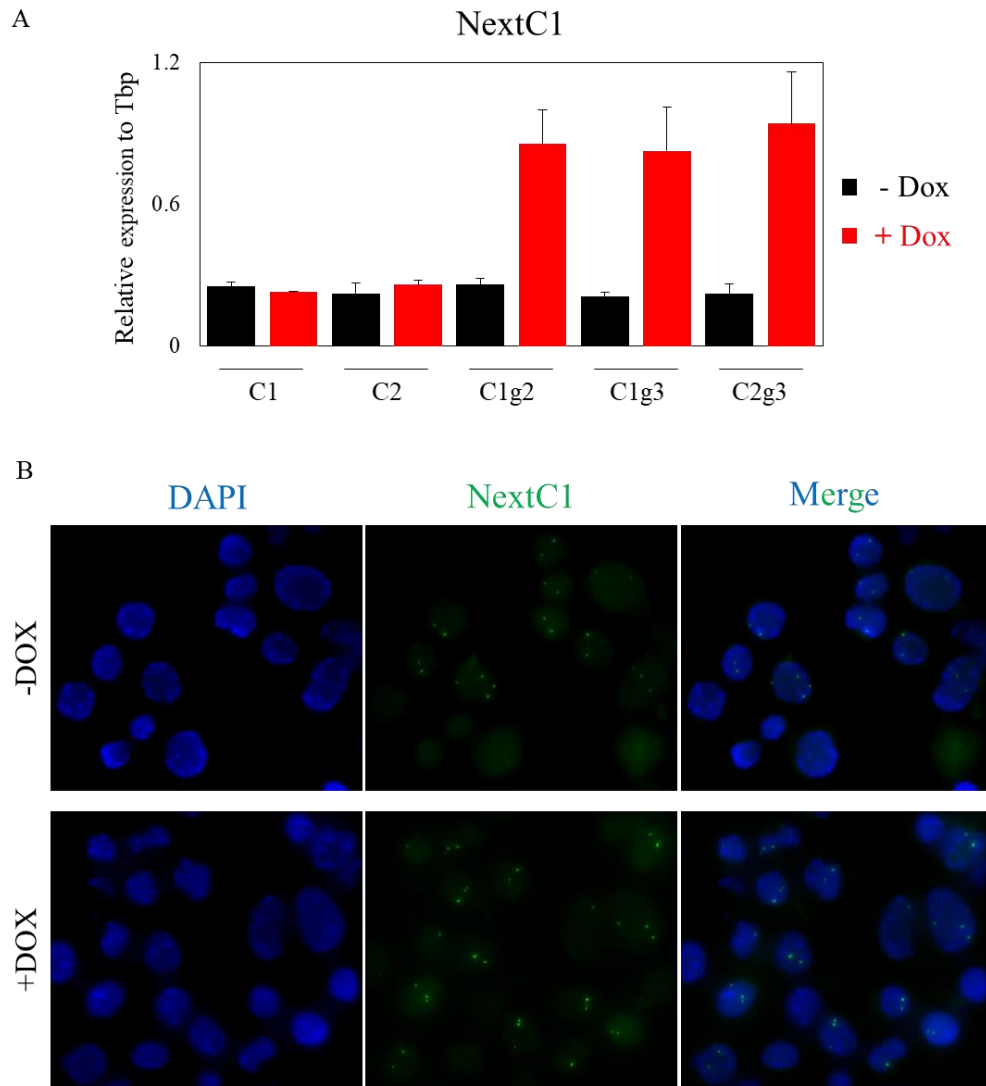 A
NextC1
Relative expression to Tbp
1.2
0.6
0
- Dox
+ Dox
C1 C2 C1g2 C1g3 C2g3
B
DAPI NextC1 Merge
-DOX
+DOX